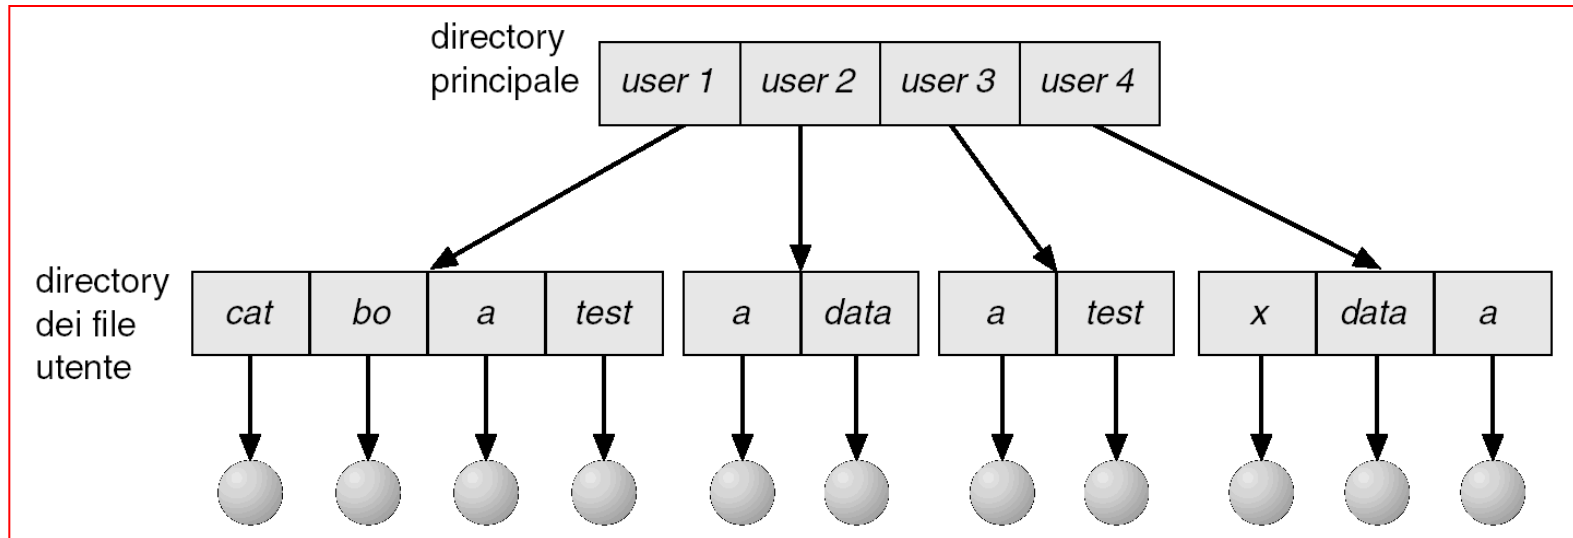 directory
principale
user 1 user 2 user 3 user 4
directory
dei file
utente
cat bo a test a data a test x data a